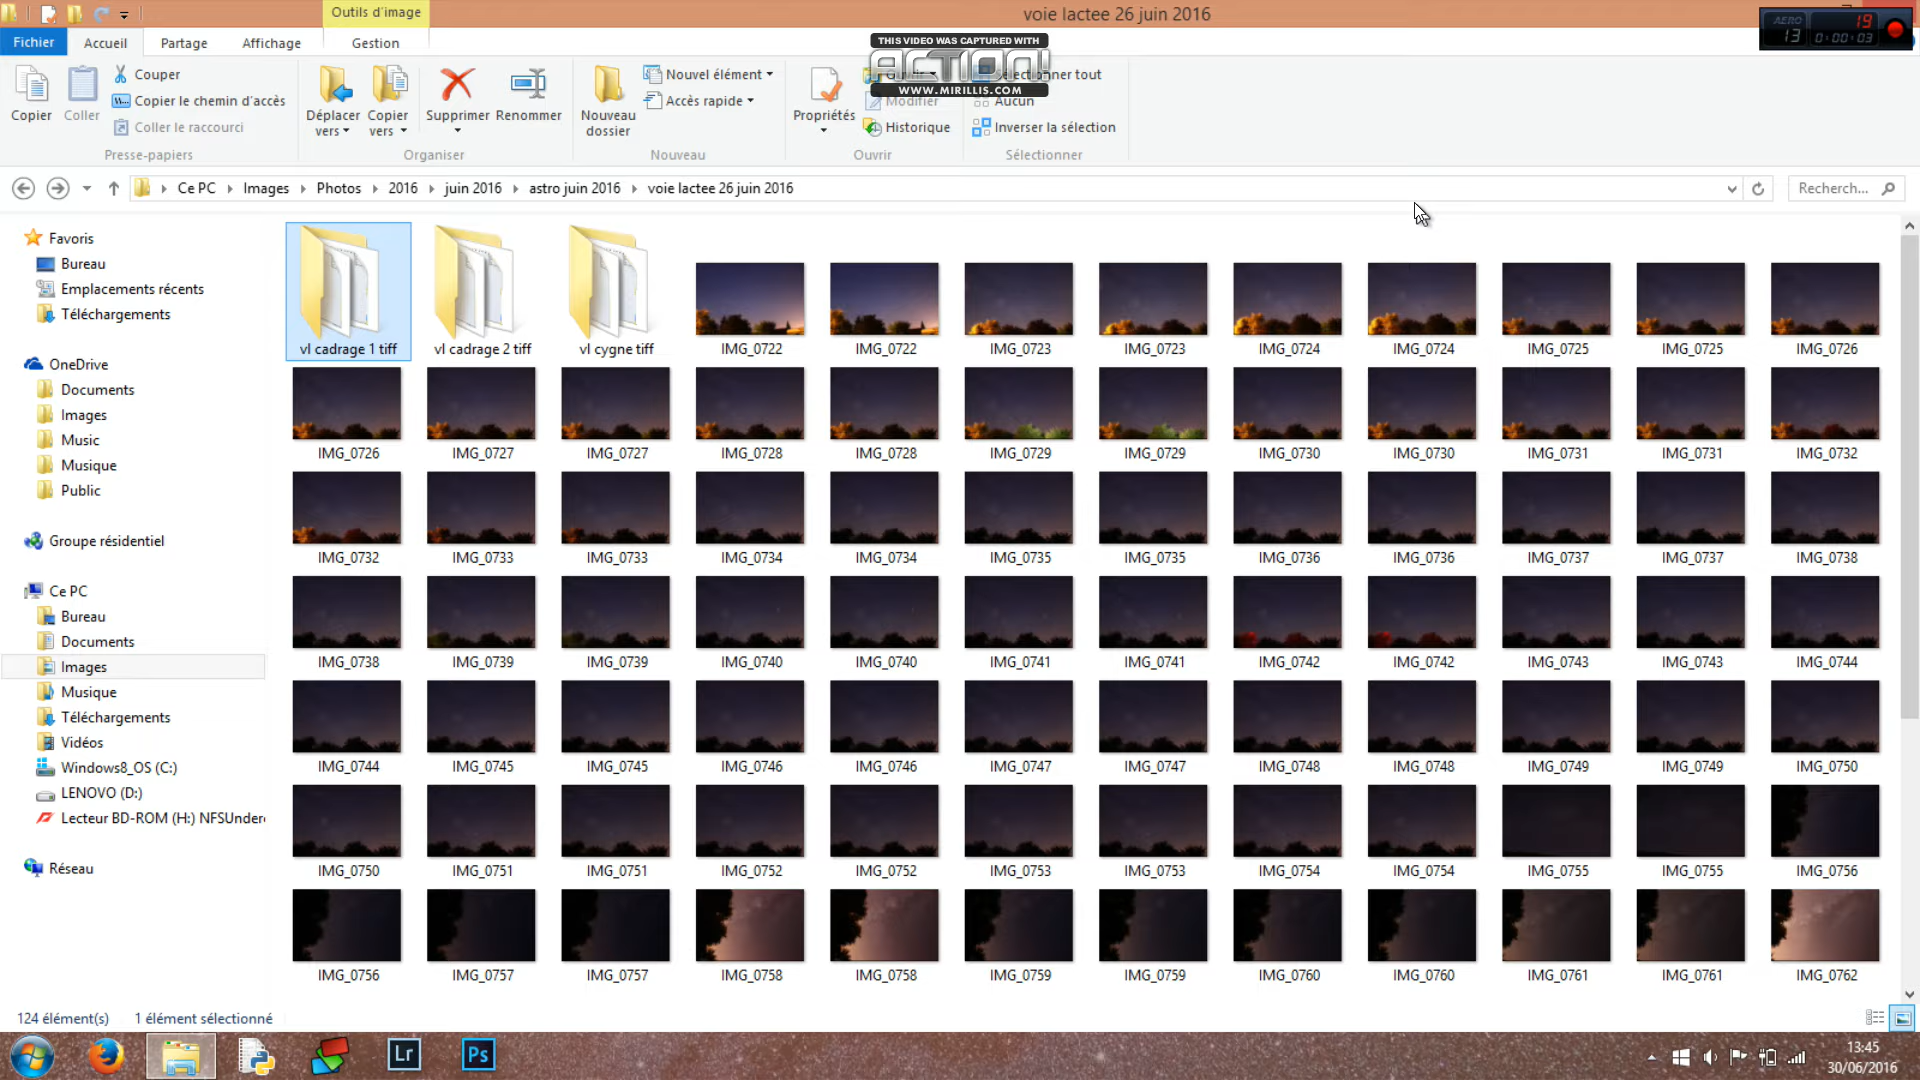 Outils d'image
voie lactee 26 juin 2016
AERO
13
19
0:00:03
Fichier
Accueil
Partage
Affichage
Gestion
THIS VIDEO WAS CAPTURED WITH
ACTION!
WWW.MIRILLIS.COM
Copier
Coller
Couper
Copier le chemin d'accès
Coller le raccourci
Déplacer vers
Copier vers
Supprimer
Renommer
Nouveau dossier
Nouvel élément
Accès rapide
Propriétés
Modifier
Historique
Sélectionner tout
Aucun
Inverser la sélection
Presse-papiers
Organiser
Nouveau
Ouvrir
Sélectionner
Ce PC
Images
Photos
2016
juin 2016
astro juin 2016
voie lactee 26 juin 2016
Recherch...
Favoris
Bureau
Emplacements récents
Téléchargements
OneDrive
Documents
Images
Music
Musique
Public
Groupe résidentiel
Ce PC
Bureau
Documents
Images
Musique
Téléchargements
Vidéos
Windows8_OS (C:)
LENOVO (D:)
Lecteur BD-ROM (H:) NFSUnder
Réseau
vl cadrage 1 tiff
vl cadrage 2 tiff
vl cygne tiff
IMG_0722
IMG_0722
IMG_0723
IMG_0723
IMG_0724
IMG_0724
IMG_0725
IMG_0725
IMG_0726
IMG_0726
IMG_0727
IMG_0727
IMG_0728
IMG_0728
IMG_0729
IMG_0729
IMG_0730
IMG_0730
IMG_0731
IMG_0731
IMG_0732
IMG_0732
IMG_0733
IMG_0733
IMG_0734
IMG_0734
IMG_0735
IMG_0735
IMG_0736
IMG_0736
IMG_0737
IMG_0737
IMG_0738
IMG_0738
IMG_0739
IMG_0739
IMG_0740
IMG_0740
IMG_0741
IMG_0741
IMG_0742
IMG_0742
IMG_0743
IMG_0743
IMG_0744
IMG_0744
IMG_0745
IMG_0745
IMG_0746
IMG_0746
IMG_0747
IMG_0747
IMG_0748
IMG_0748
IMG_0749
IMG_0749
IMG_0750
IMG_0750
IMG_0751
IMG_0751
IMG_0752
IMG_0752
IMG_0753
IMG_0753
IMG_0754
IMG_0754
IMG_0755
IMG_0755
IMG_0756
IMG_0756
IMG_0757
IMG_0757
IMG_0758
IMG_0758
IMG_0759
IMG_0759
IMG_0760
IMG_0760
IMG_0761
IMG_0761
IMG_0762
124 élément(s)
1 élément sélectionné
Lr
Ps
13:45
30/06/2016